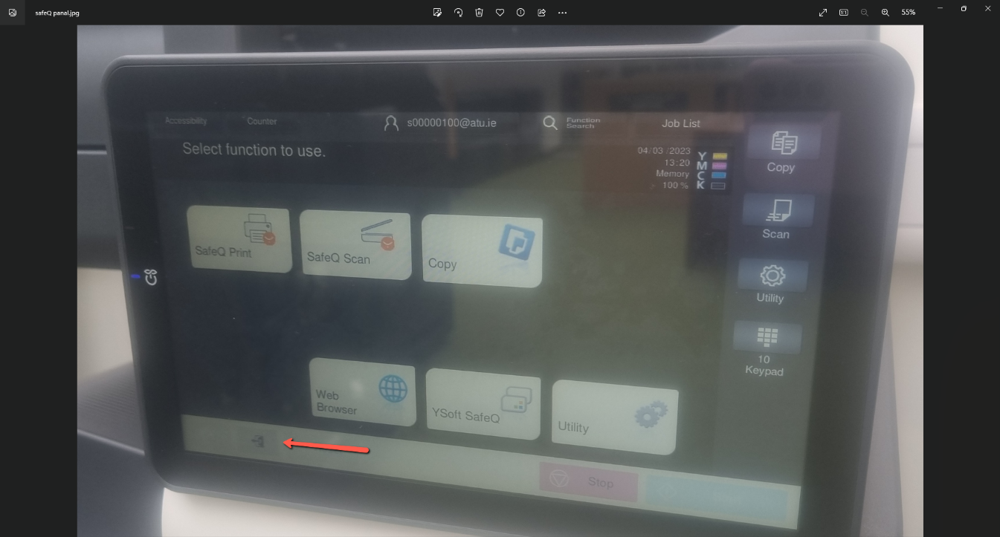 safeQ panal.jpg
55%
Accessibility
Counter
s00000100@atu.ie
Function
Search
Job List
Select function to use.
04/03/2023
13:20
Memory
100 %
Y
M
C
K
Copy
Scan
Utility
10
Keypad
SafeQ Print
SafeQ Scan
Copy
Web
Browser
YSoft SafeQ
Utility
Stop